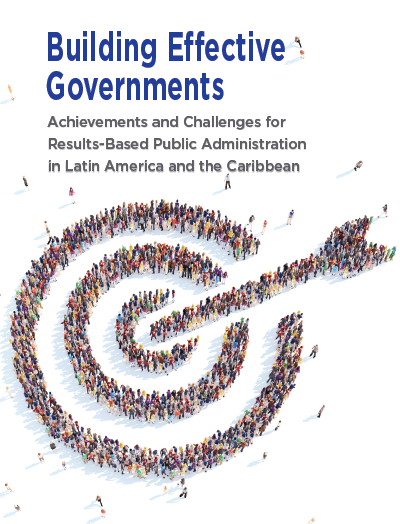 Building Effective
Governments
Achievements and Challenges for
Results-Based Public Administration
in Latin America and the Caribbean